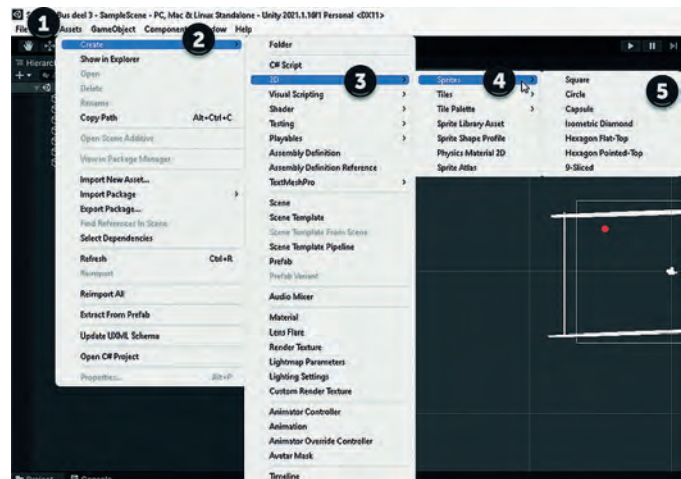 Bus deel 3 - SampleScene - PC, Mac & Linux Standalone - Unity 2021.1.16f1 Personal <DX11>
Assets GameObject Component Window Help
1
2
3
4
5
Hierarch
Create
Show in Explorer
Open
Delete
Rename
Copy Path Alt+Ctrl+C
Open Scene Additive
View in Package Manager
Import New Asset...
Import Package
Export Package...
Find References In Scene
Select Dependencies
Refresh Ctrl+R
Reimport
Reimport All
Extract From Prefab
Update UXML Schema
Open C# Project
Properties... Alt+P
Folder
C# Script
2D
Visual Scripting
Shader
Testing
Playables
Assembly Definition
Assembly Definition Reference
TextMeshPro
Scene
Scene Template
Scene Template From Scene
Scene Template Pipeline
Prefab
Prefab Variant
Audio Mixer
Material
Lens Flare
Render Texture
Lightmap Parameters
Lighting Settings
Custom Render Texture
Animator Controller
Animation
Animator Override Controller
Avatar Mask
Timeline
Sprites
Tiles
Tile Palette
Sprite Library Asset
Sprite Shape Profile
Physics Material 2D
Sprite Atlas
Square
Circle
Capsule
Isometric Diamond
Hexagon Flat-Top
Hexagon Pointed-Top
9-Sliced
Project Console